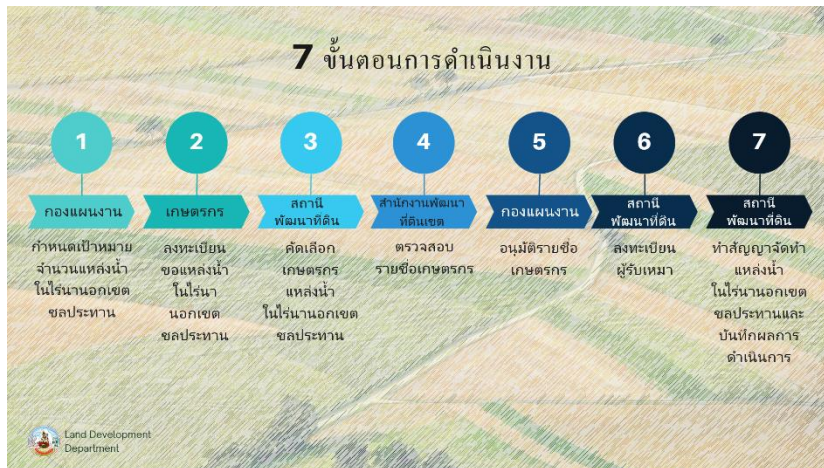 7 ขั้นตอนการดำเนินงาน
1
กองแผนงาน
กำหนดเป้าหมาย
จำนวนแหล่งน้ำ
ในไร่นานอกเขต
ชลประทาน
2
เกษตรกร
ลงทะเบียน
ขอแหล่งน้ำ
ในไร่นา
นอกเขต
ชลประทาน
3
สถานี
พัฒนาที่ดิน
คัดเลือก
เกษตรกร
แหล่งน้ำ
ในไร่นานอกเขต
ชลประทาน
4
สำนักงานพัฒนา
ที่ดินเขต
ตรวจสอบ
รายชื่อเกษตรกร
5
กองแผนงาน
อนุมัติรายชื่อ
เกษตรกร
6
สถานี
พัฒนาที่ดิน
ลงทะเบียน
ผู้รับเหมา
7
สถานี
พัฒนาที่ดิน
ทำสัญญาจัดทำ
แหล่งน้ำ
ในไร่นานอกเขต
ชลประทานและ
บันทึกผลการ
ดำเนินการ
Land Development
Department